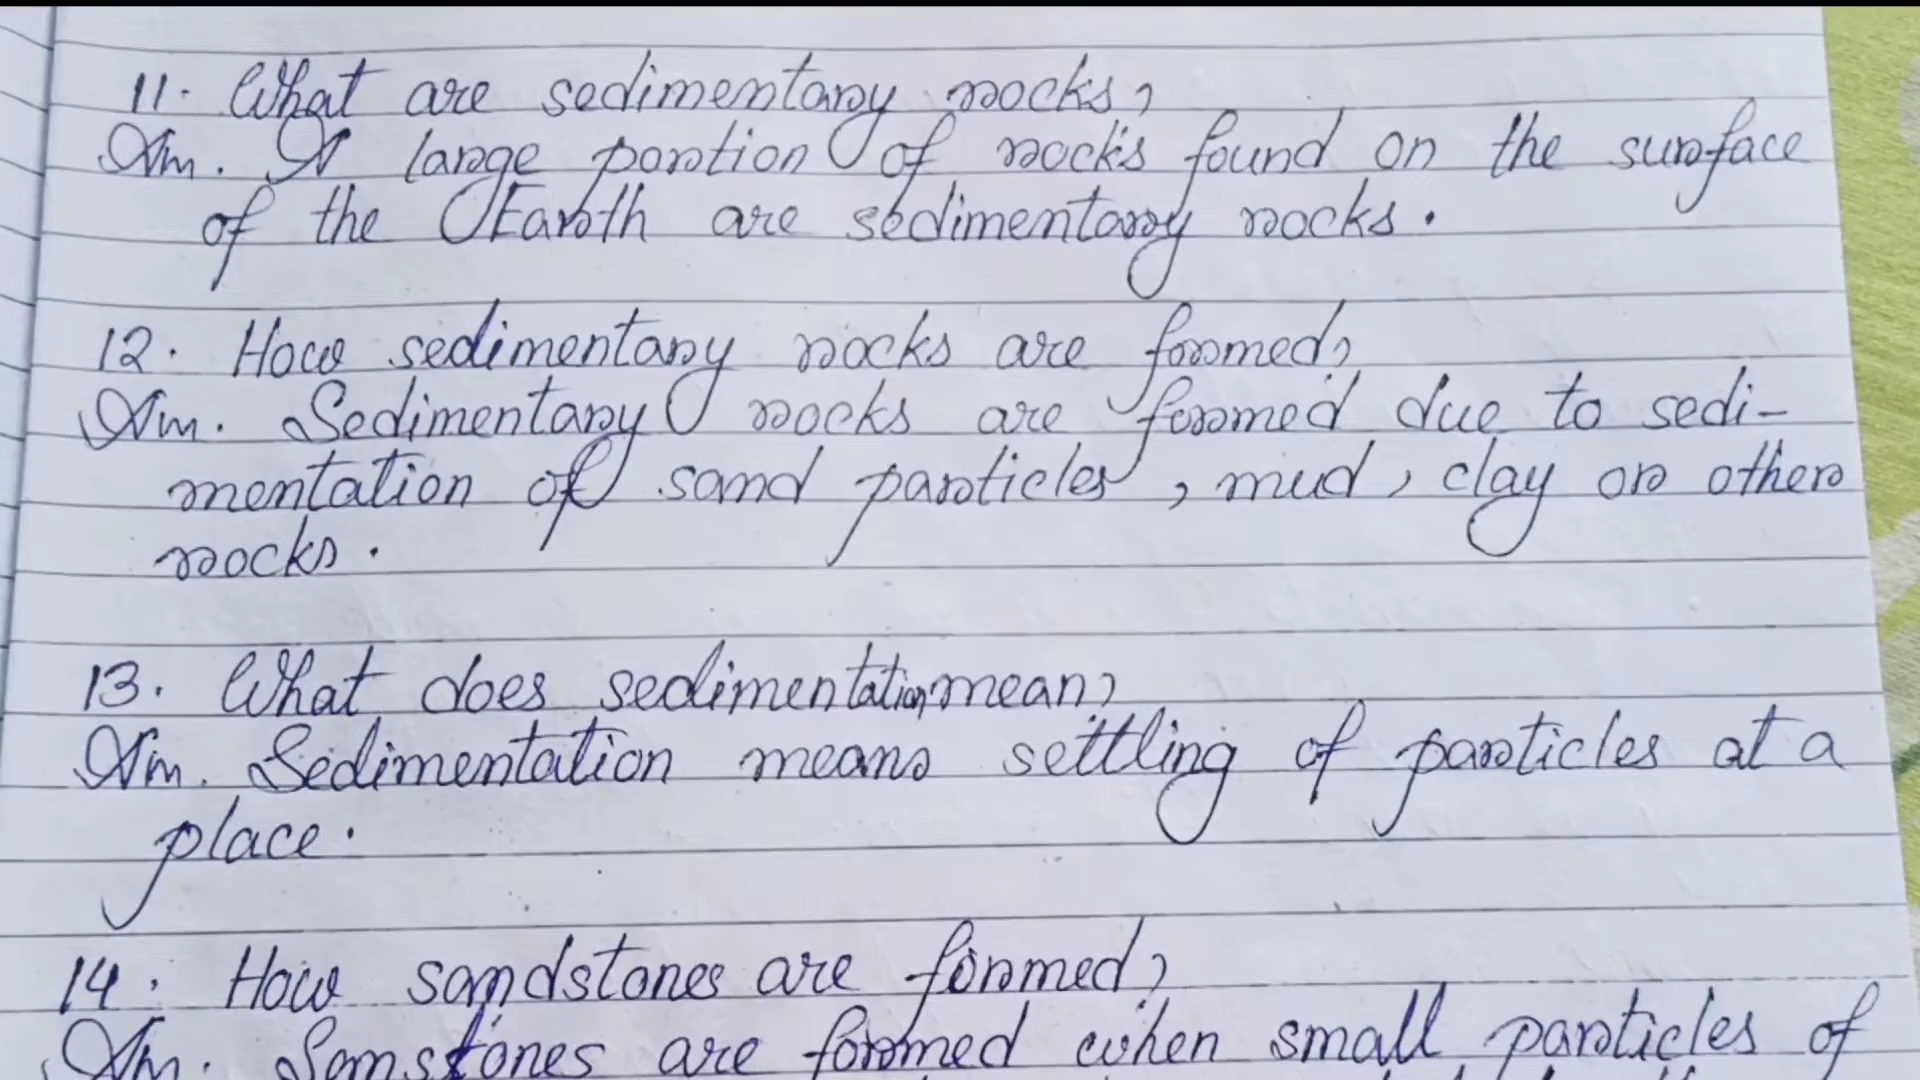 11. What are sedimentary rocks?
Ans. A large portion of rocks found on the surface
of the Earth are sedimentary rocks.
12. How sedimentary rocks are formed?
Ans. Sedimentary rocks are formed due to sedi-
mentation of sand particles, mud, clay or other
rocks.
13. What does sedimentation mean?
Ans. Sedimentation means settling of particles at a
place.
14. How sandstones are formed?
Ans. Sanstones are formed when small particles of